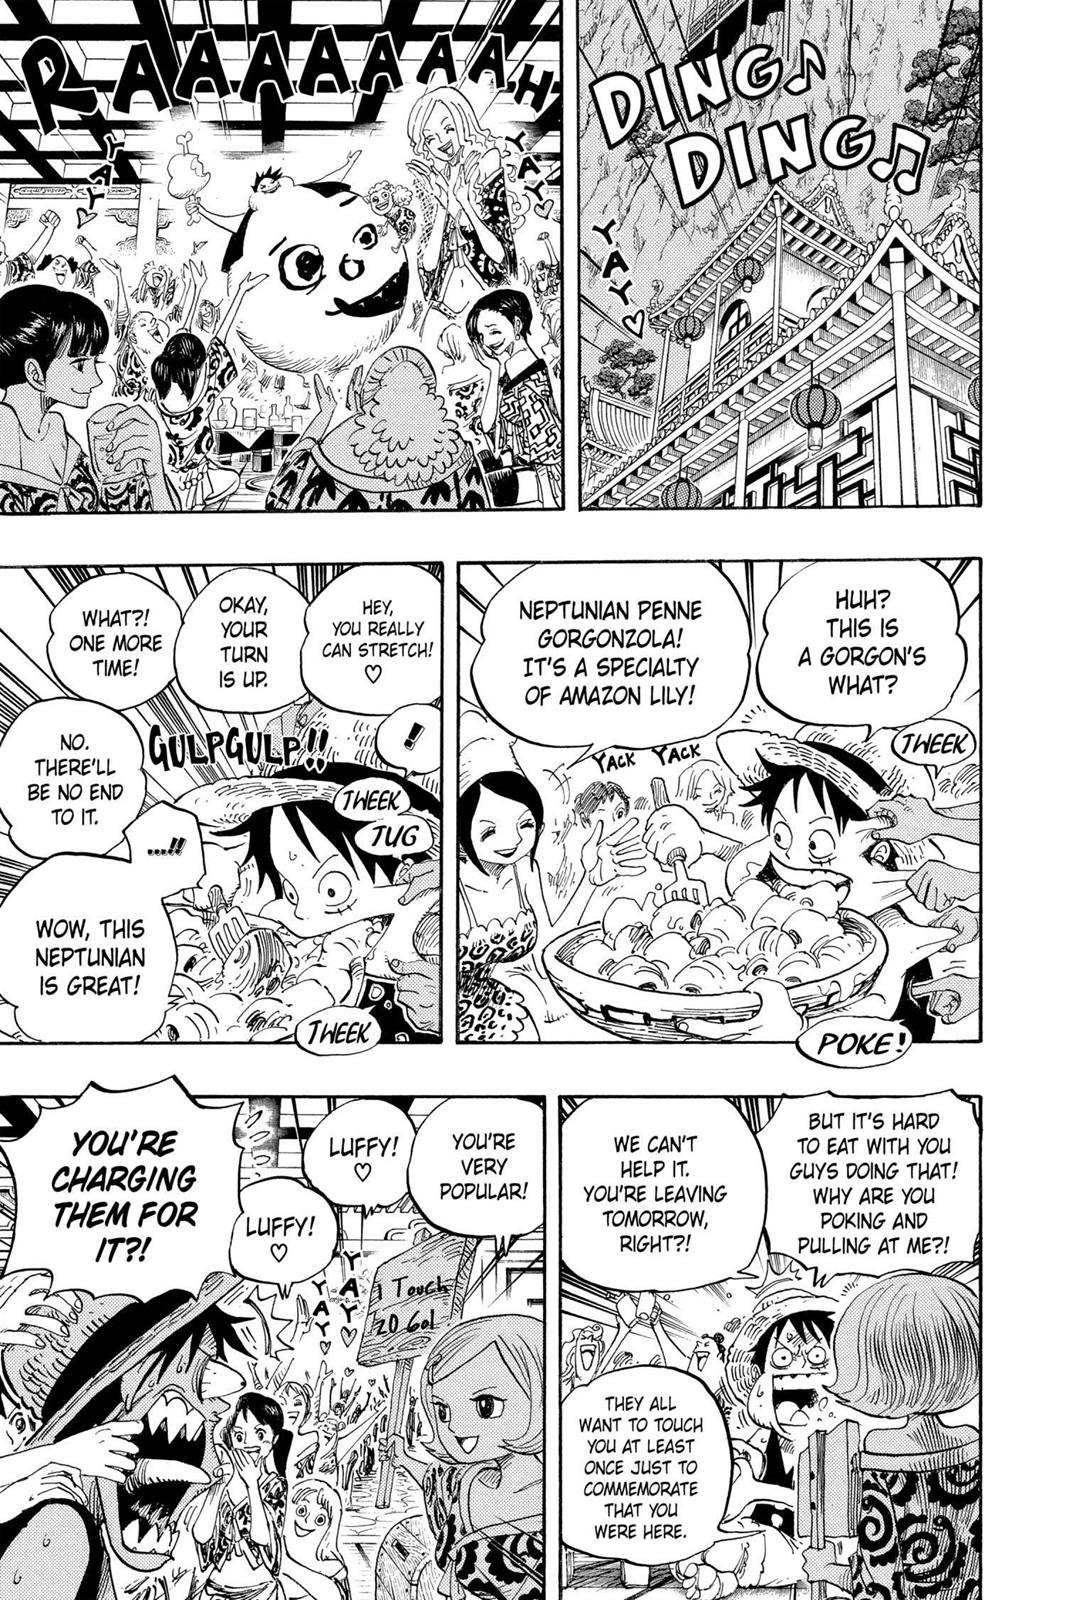 DING♪
DING♫
YAY♡
RAAAAAAAAH
YAY♡
YAY♡
HUH?
THIS IS
A GORGON'S
WHAT?
NEPTUNIAN PENNE
GORGONZOLA!
IT'S A SPECIALTY
OF AMAZON LILY!
TWEEK
YACK YACK
POKE!
HEY,
YOU REALLY
CAN STRETCH!
♡
OKAY,
YOUR
TURN
IS UP.
WHAT?!
ONE MORE
TIME!
!
GULPGULP!!
NO.
THERE'LL
BE NO END
TO IT.
TWEEK
TUG
....!!
WOW, THIS
NEPTUNIAN
IS GREAT!
TWEEK
BUT IT'S HARD
TO EAT WITH YOU
GUYS DOING THAT!
WHY ARE YOU
POKING AND
PULLING AT ME?!
WE CAN'T
HELP IT.
YOU'RE LEAVING
TOMORROW,
RIGHT?!
THEY ALL
WANT TO TOUCH
YOU AT LEAST
ONCE JUST TO
COMMEMORATE
THAT YOU
WERE HERE.
YOU'RE
VERY
POPULAR!
LUFFY!
♡
LUFFY!
♡
YAY♡
YAY♡
1 Touch
20 Gol
YOU'RE
CHARGING
THEM FOR
IT?!